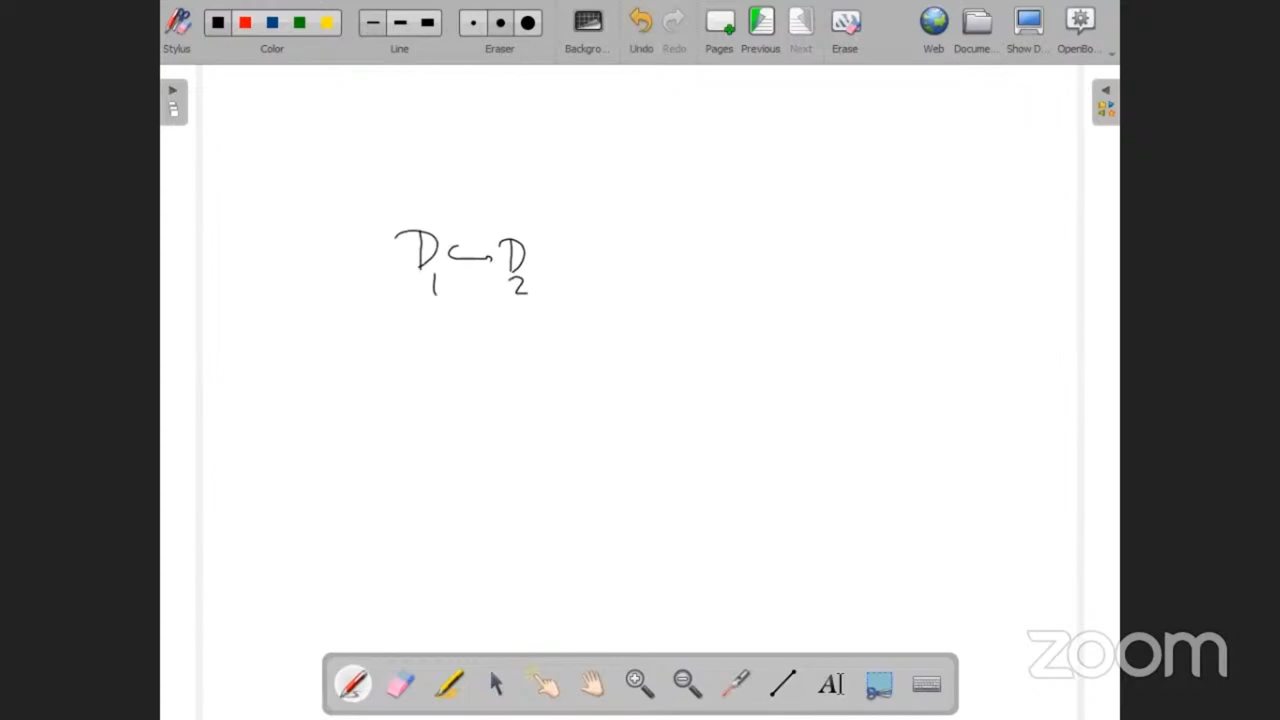 Stylus Color Line Eraser Backgro... Undo Redo Pages Previous Next Erase Web Docume... Show D... OpenBo...
D₁ ↪ D₂
A
zoom